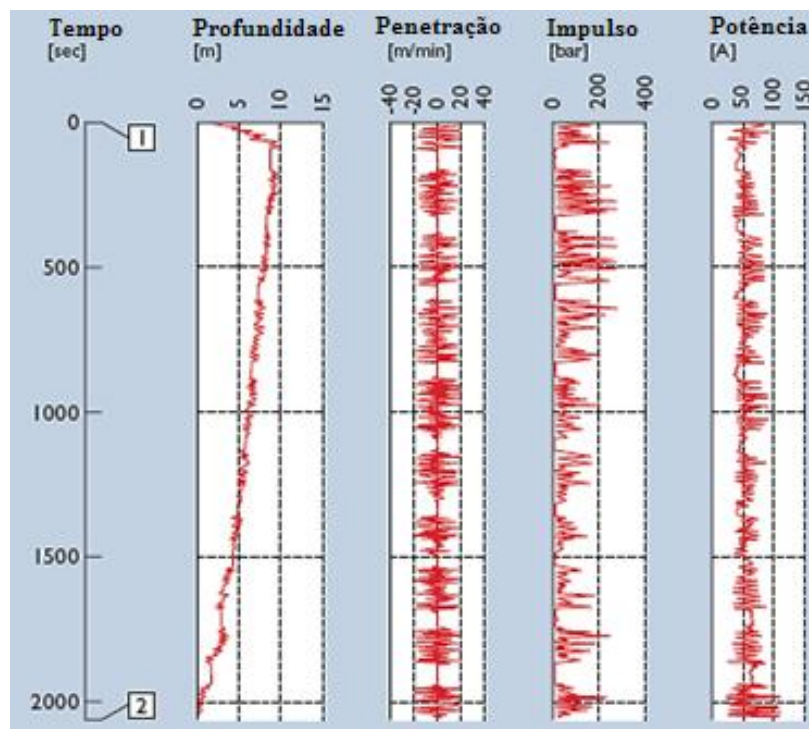 Tempo Profundidade Penetração Impulso Potência
[sec] [m] [m/min] [bar] [A]
0 5 10 15 -40 -20 0 20 40 0 200 400 0 50 100 150
0
1
500
1000
1500
2000
2